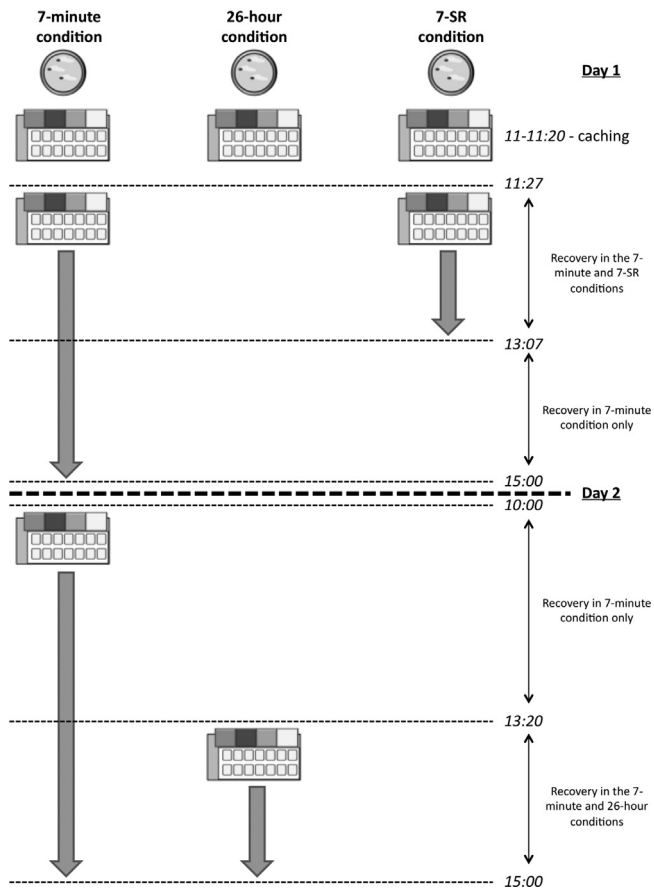 7-minute
condition
26-hour
condition
7-SR
condition
Day 1
11-11:20 - caching
11:27
Recovery in the 7-
minute and 7-SR
conditions
13:07
Recovery in 7-minute
condition only
15:00
Day 2
10:00
Recovery in 7-minute
condition only
13:20
Recovery in the 7-
minute and 26-hour
conditions
15:00